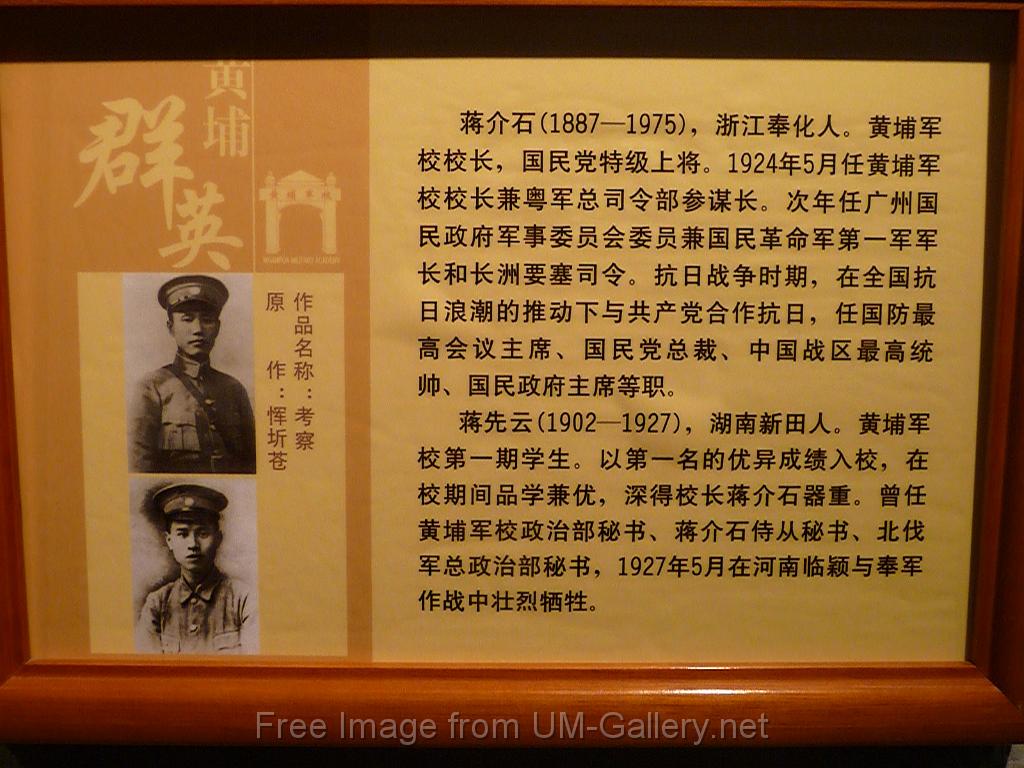 黄埔
群英
黄埔军校
WHAMPOA MILITARY ACADEMY
作品名称：考察
原 作：恽圻苍
蒋介石(1887—1975)，浙江奉化人。黄埔军
校校长，国民党特级上将。1924年5月任黄埔军
校校长兼粤军总司令部参谋长。次年任广州国
民政府军事委员会委员兼国民革命军第一军军
长和长洲要塞司令。抗日战争时期，在全国抗
日浪潮的推动下与共产党合作抗日，任国防最
高会议主席、国民党总裁、中国战区最高统
帅、国民政府主席等职。
蒋先云(1902—1927)，湖南新田人。黄埔军
校第一期学生。以第一名的优异成绩入校，在
校期间品学兼优，深得校长蒋介石器重。曾任
黄埔军校政治部秘书、蒋介石侍从秘书、北伐
军总政治部秘书，1927年5月在河南临颍与奉军
作战中壮烈牺牲。
Free Image from UM-Gallery.net